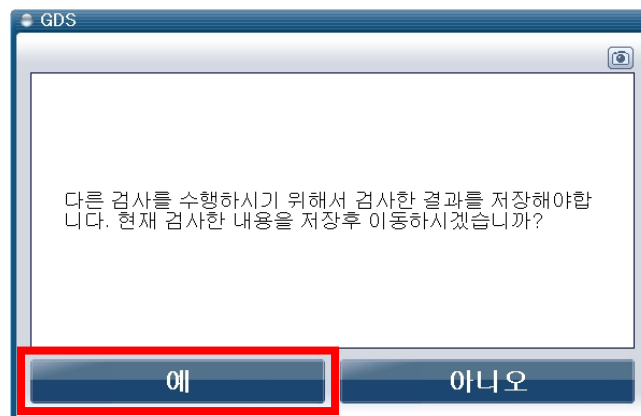 GDS
다른 검사를 수행하시기 위해서 검사한 결과를 저장해야합
니다. 현재 검사한 내용을 저장후 이동하시겠습니까?
예
아니오